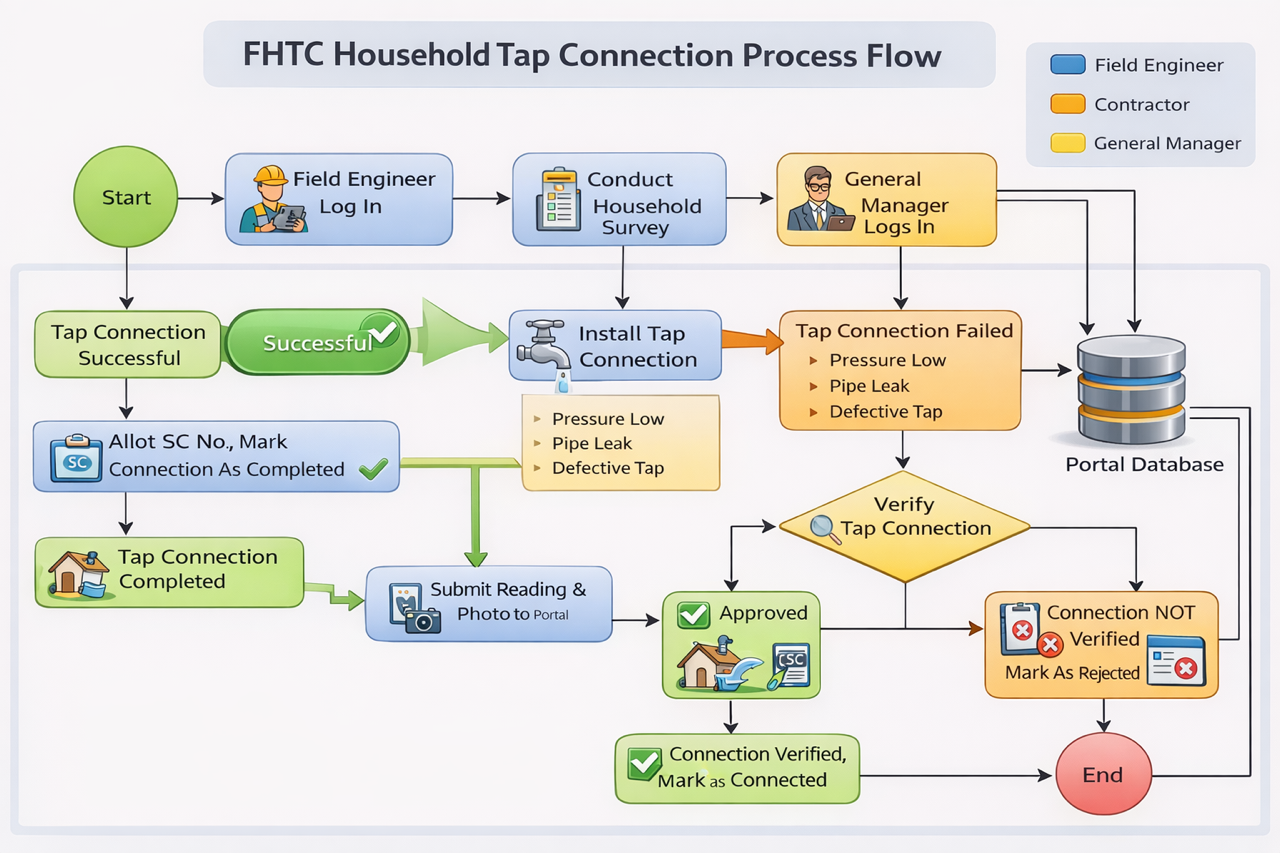 FHTC Household Tap Connection Process Flow
Field Engineer
Contractor
General Manager
Start
Field Engineer
Log In
Conduct
Household
Survey
General
Manager
Logs In
Tap Connection
Successful
Successful
Install Tap
Connection
Pressure Low
Pipe Leak
Defective Tap
Tap Connection Failed
Pressure Low
Pipe Leak
Defective Tap
Portal Database
SC
Allot SC No., Mark
Connection As Completed
Verify
Tap Connection
Tap Connection
Completed
Submit Reading &
Photo to Portal
Approved
CSC
Connection NOT
Verified
Mark As Rejected
Connection Verified,
Mark as Connected
End